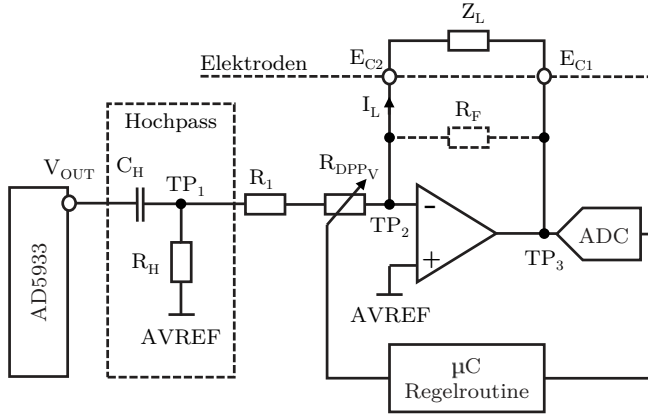 Z_L
Elektroden
E_C2
E_C1
I_L
R_F
Hochpass
V_OUT
C_H
TP_1
R_1
R_DPP_V
AD5933
R_H
AVREF
TP_2
-
+
AVREF
TP_3
ADC
µC
Regelroutine